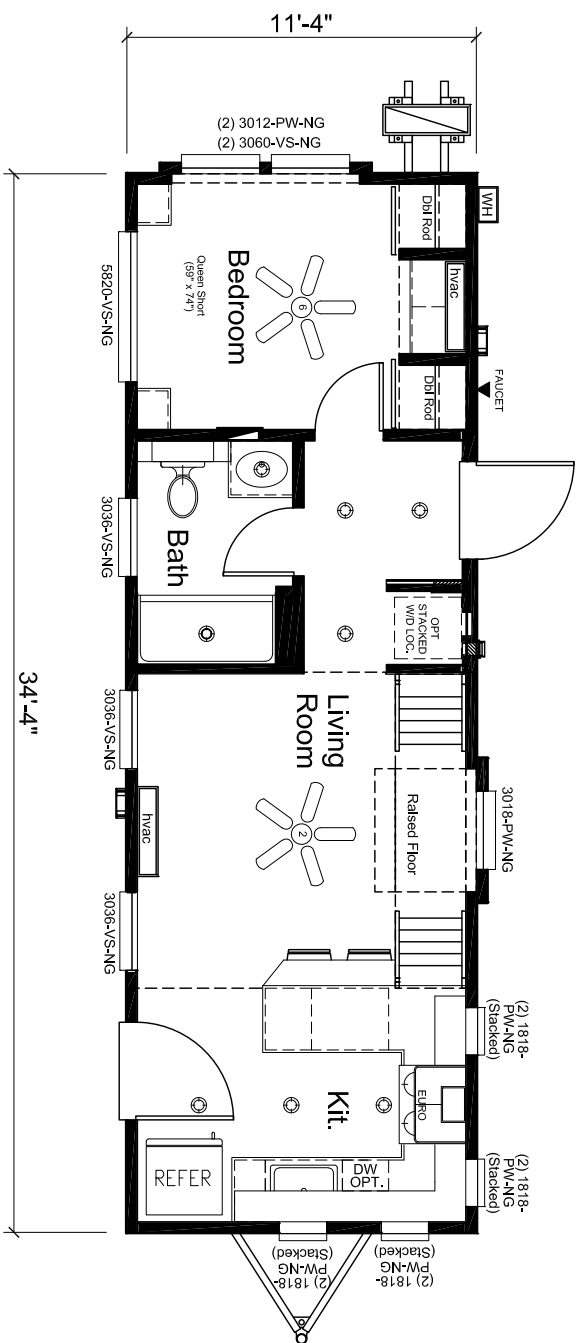 11'-4"
(2) 3012-PW-NG
(2) 3060-VS-NG
WH
Dbl Rod
hvac
Dbl Rod
FAUCET
Bedroom
Queen Short
(59" x 74")
6
5820-VS-NG
Bath
3036-VS-NG
OPT
STACKED
W/D LOC.
34'-4"
Living
Room
3036-VS-NG
hvac
2
Raised Floor
3018-PW-NG
3036-VS-NG
(2) 1818-
PW-NG
(Stacked)
EURO
Kit.
(2) 1818-
PW-NG
(Stacked)
DW
OPT.
REFER
(2) 1818-
PW-NG
(Stacked)
(2) 1818-
PW-NG
(Stacked)